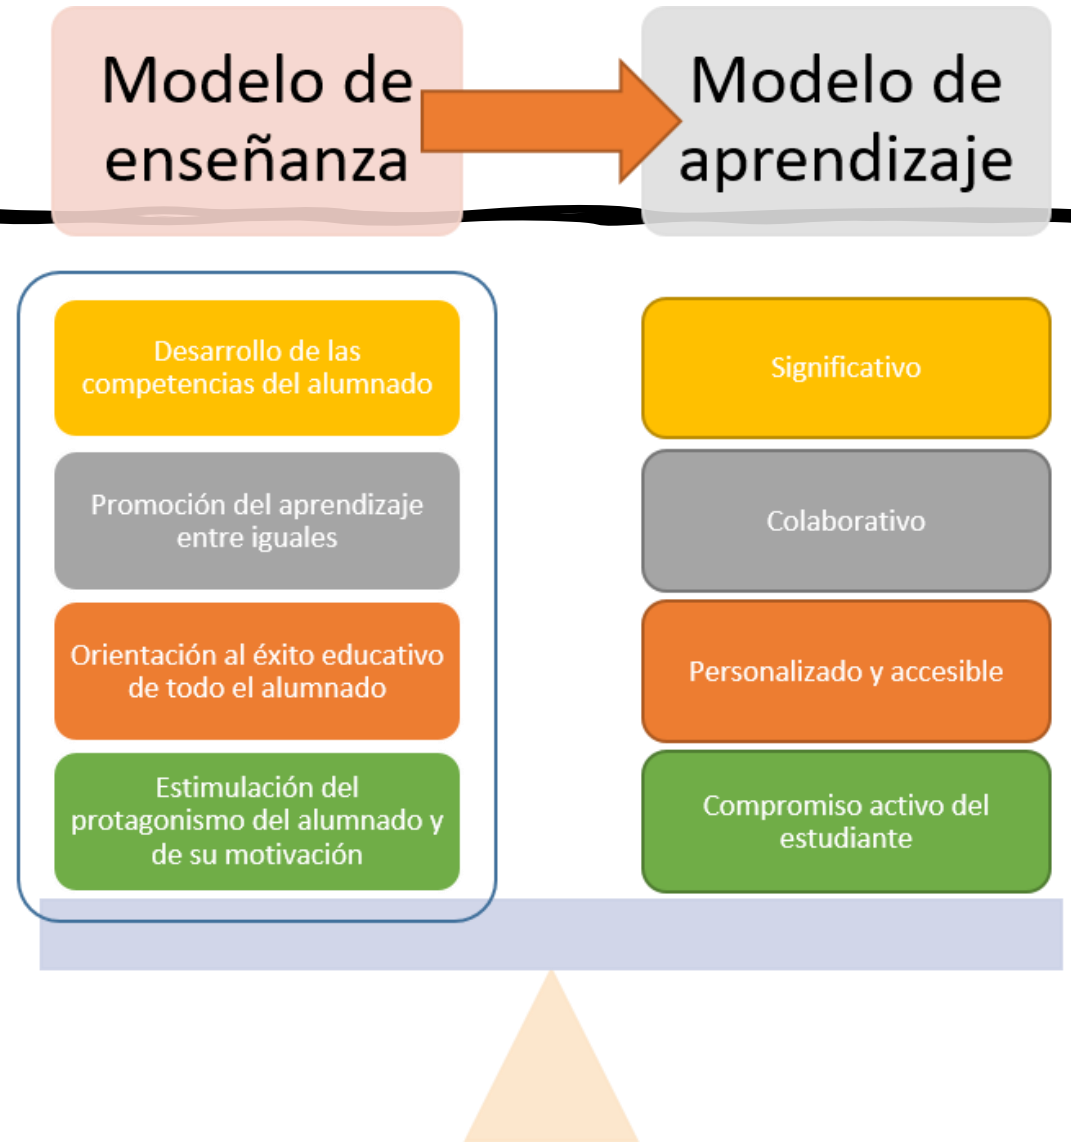 Modelo de
enseñanza
Modelo de
aprendizaje
Desarrollo de las
competencias del alumnado
Significativo
Promoción del aprendizaje
entre iguales
Colaborativo
Orientación al éxito educativo
de todo el alumnado
Personalizado y accesible
Estimulación del
protagonismo del alumnado y
de su motivación
Compromiso activo del
estudiante